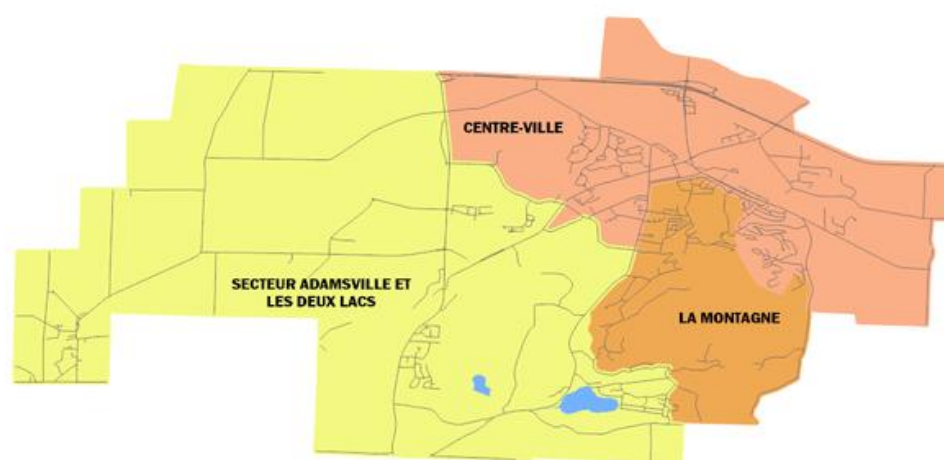 CENTRE-VILLE
SECTEUR ADAMSVILLE ET
LES DEUX LACS
LA MONTAGNE